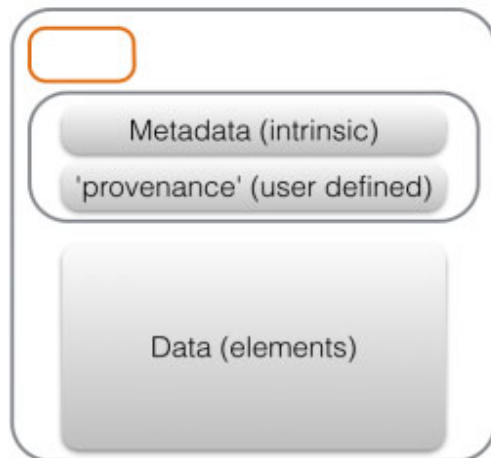 Metadata (intrinsic)
'provenance' (user defined)
Data (elements)